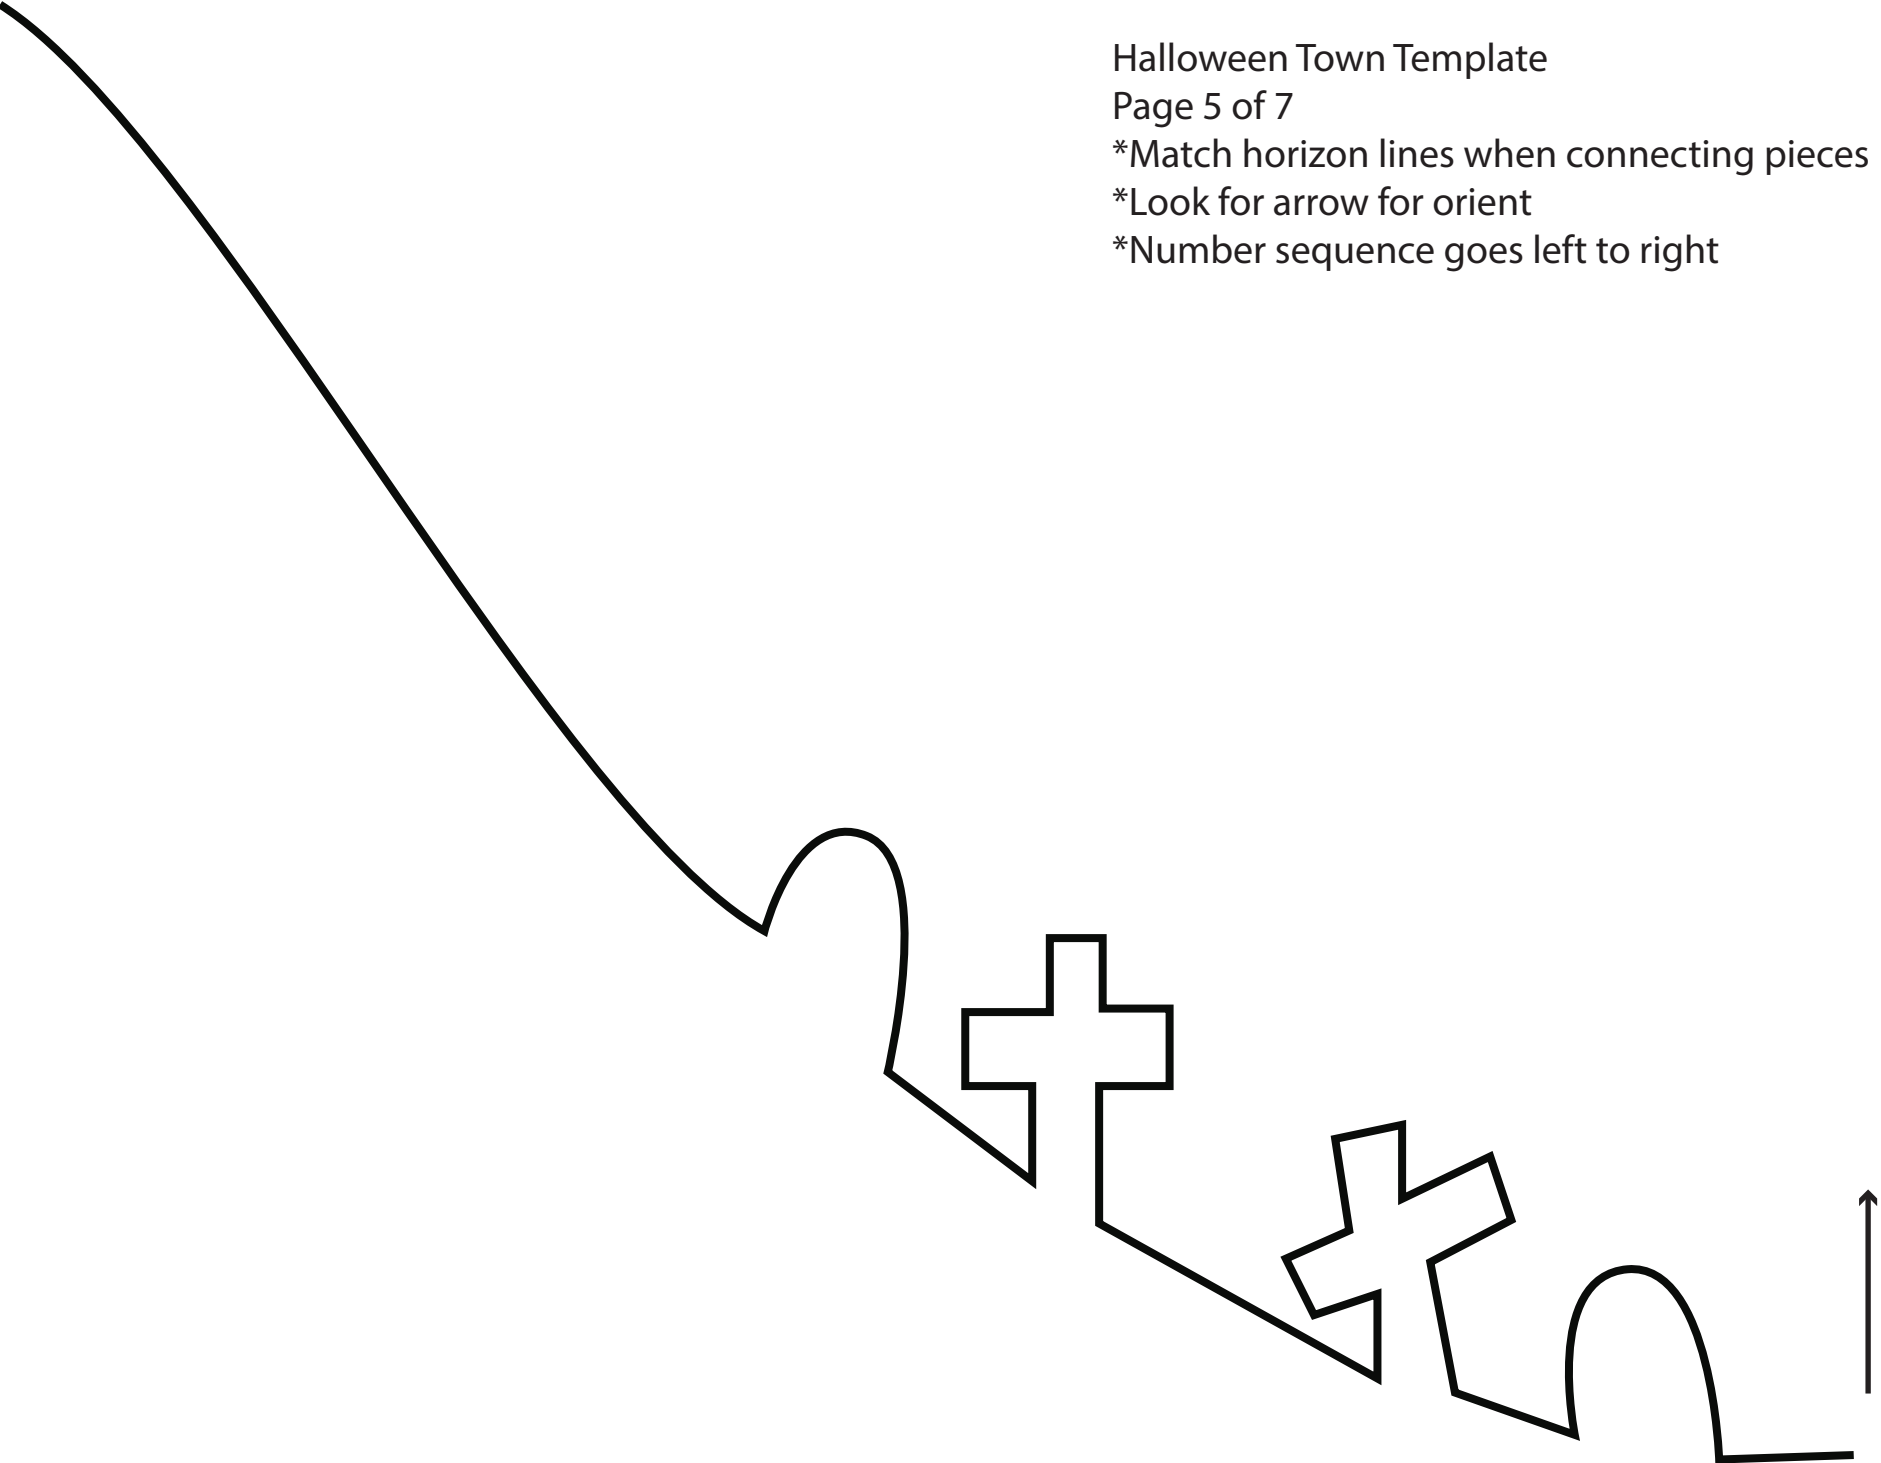 Halloween Town Template
Page 5 of 7
*Match horizon lines when connecting pieces
*Look for arrow for orient
*Number sequence goes left to right